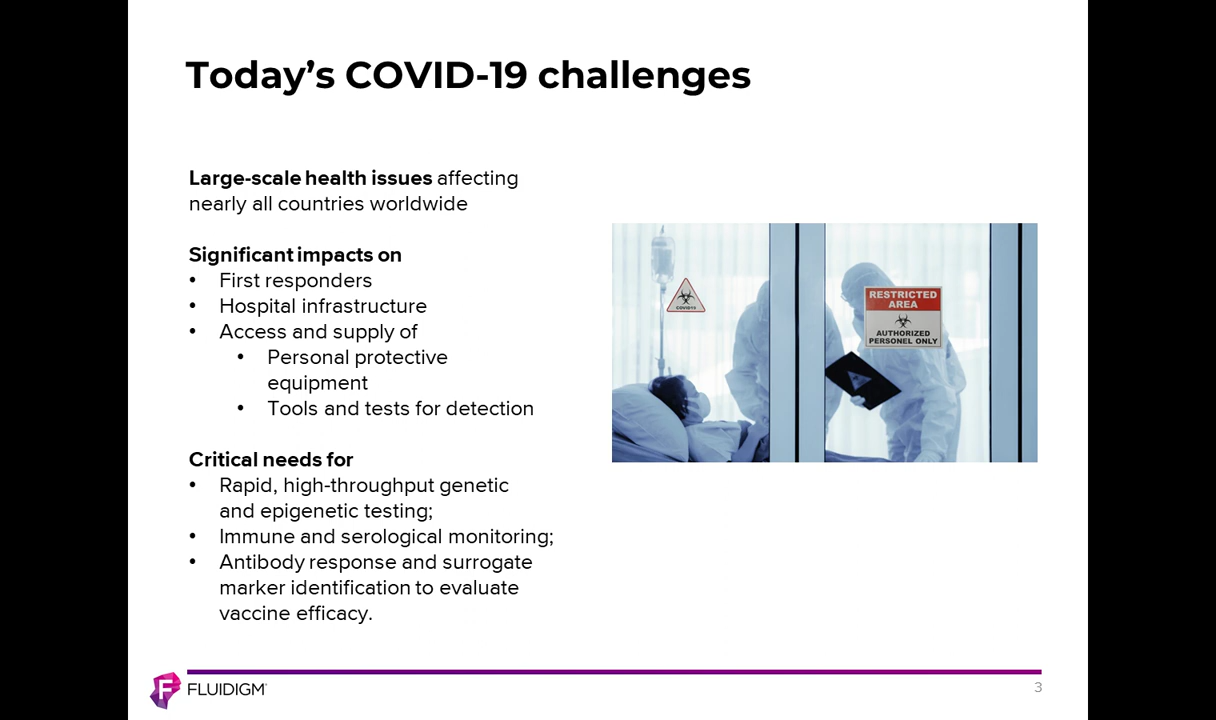 Today’s COVID-19 challenges
Large-scale health issues affecting
nearly all countries worldwide
Significant impacts on
• First responders
• Hospital infrastructure
• Access and supply of
• Personal protective
equipment
• Tools and tests for detection
Critical needs for
• Rapid, high-throughput genetic
and epigenetic testing;
• Immune and serological monitoring;
• Antibody response and surrogate
marker identification to evaluate
vaccine efficacy.
COVID19
RESTRICTED
AREA
AUTHORIZED
PERSONEL ONLY
F
FLUIDIGM
3